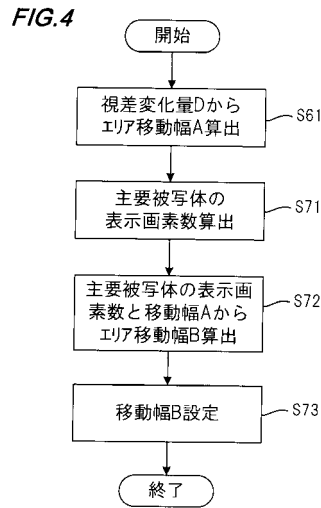 FIG.4
開始
視差変化量Dから
エリア移動幅A算出
S61
主要被写体の
表示画素数算出
S71
主要被写体の表示画
素数と移動幅Aから
エリア移動幅B算出
S72
移動幅B設定
S73
終了